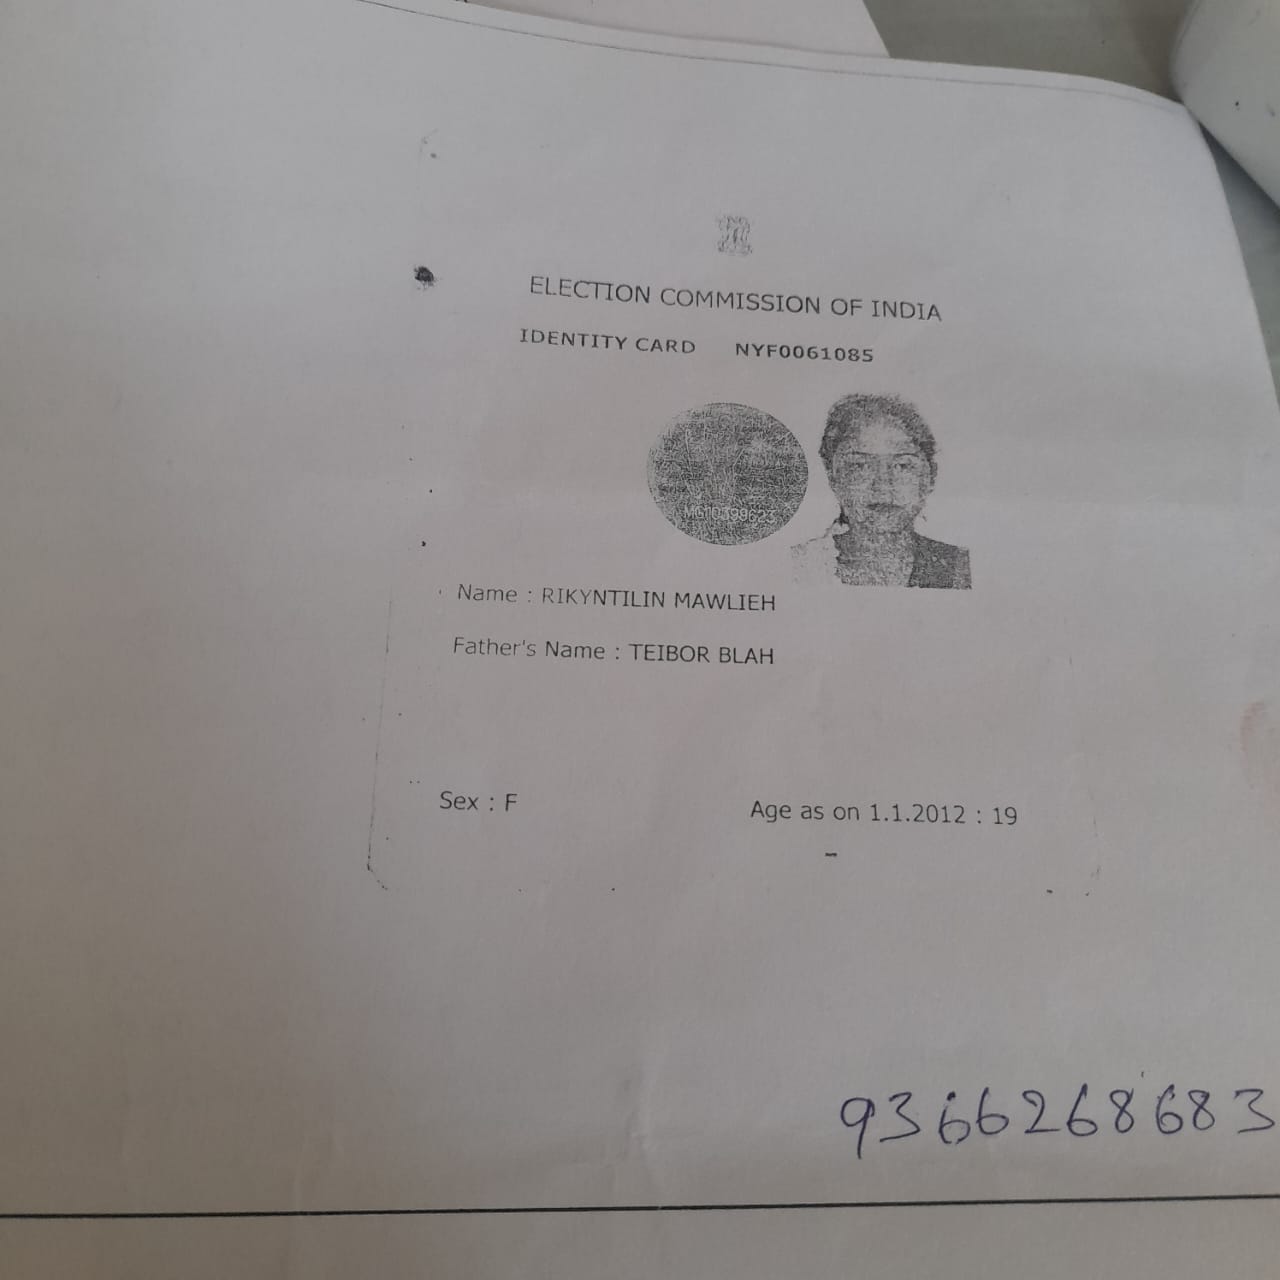 ELECTION COMMISSION OF INDIA
IDENTITY CARD NYF0061085
Name : RIKYNTILIN MAWLIEH
Father's Name : TEIBOR BLAH
Sex : F Age as on 1.1.2012 : 19
9366268683